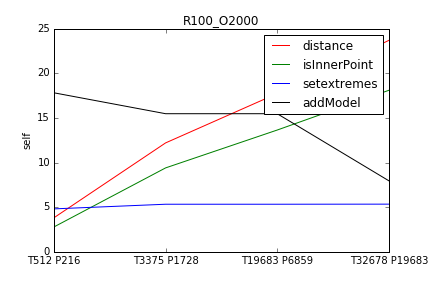 R100_O2000
25
20
15
10
5
0
self
distance
isInnerPoint
setextremes
addModel
T512 P216
T3375 P1728
T19683 P6859
T32678 P19683